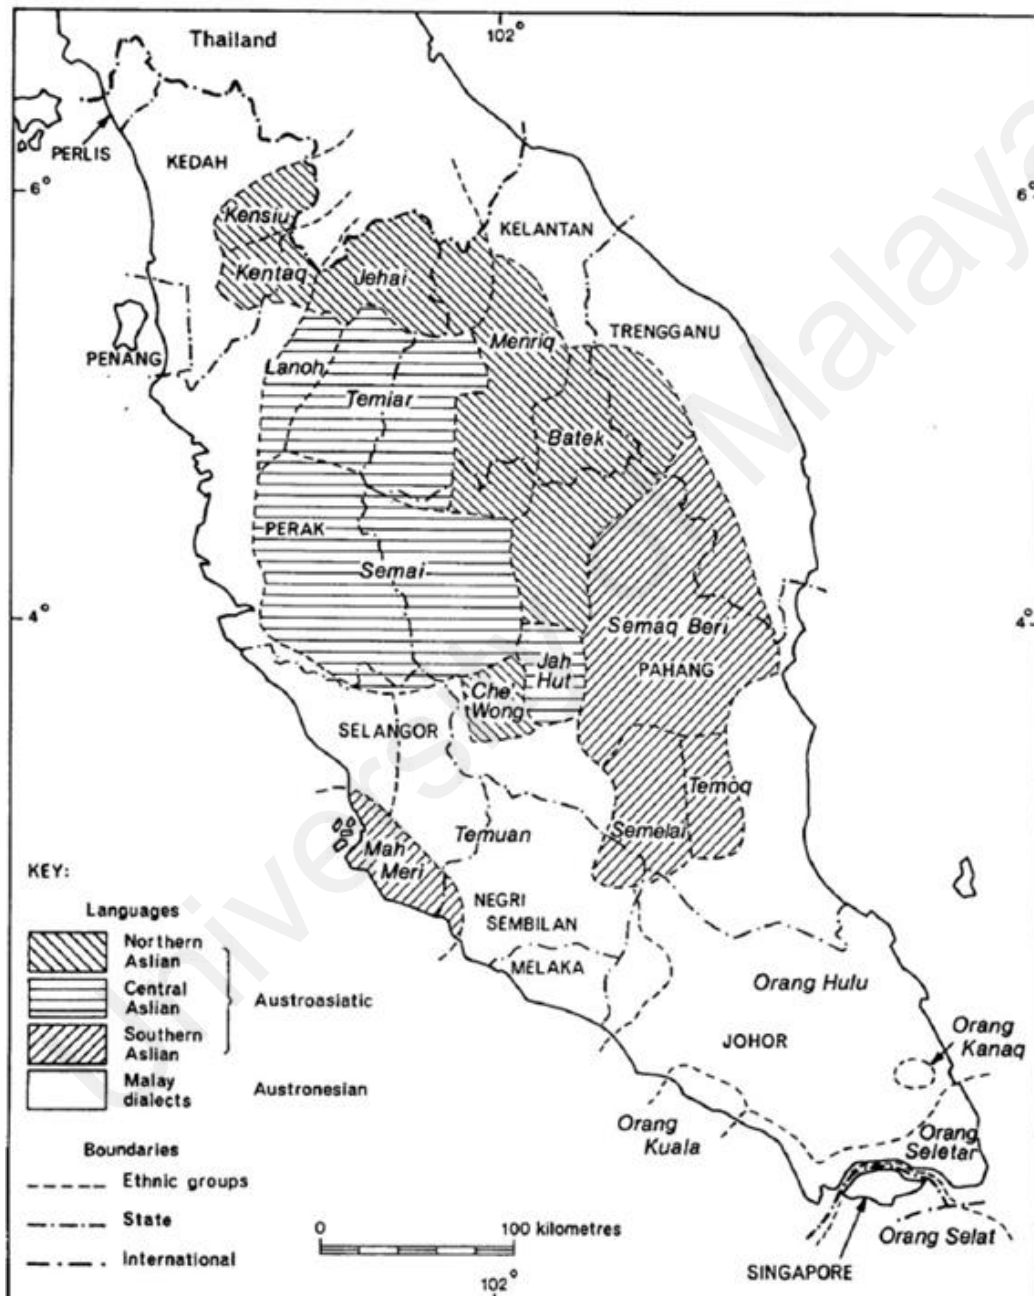 102°
Thailand
PERLIS
KEDAH
6°
6°
Kensiu
KELANTAN
Kentaq
Jehai
TRENGGANU
PENANG
Menriq
Lanoh
Temiar
Batek
PERAK
Semai
4°
4°
Semaq Beri
Jah
Hut
PAHANG
Che'
Wong
SELANGOR
Temoq
Temuan
Semelai
Mah
Meri
KEY:
NEGRI
SEMBILAN
Languages
Northern
Aslian
MELAKA
Central
Aslian
Austroasiatic
Orang Hulu
Southern
Aslian
Orang
Kanaq
JOHOR
Malay
dialects
Austronesian
Orang
Kuala
Orang
Seletar
Boundaries
Ethnic groups
State
0
100 kilometres
International
Orang Selat
SINGAPORE
102°
University Malaya